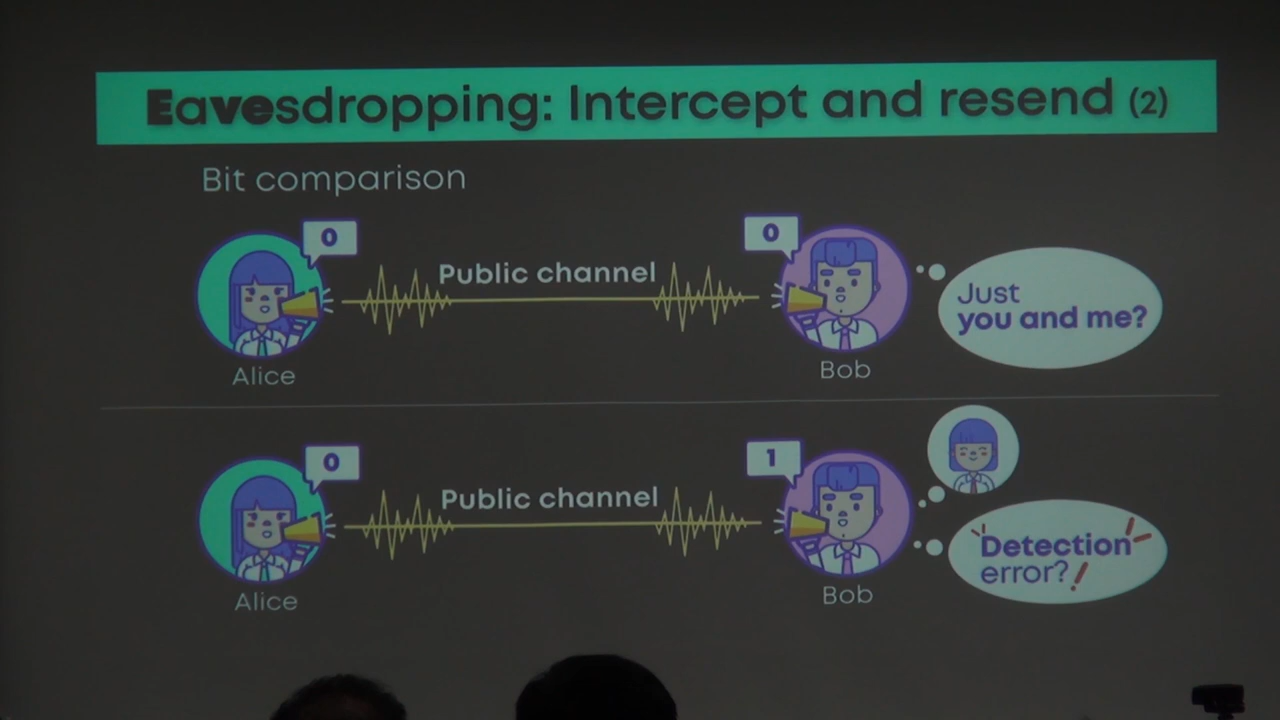 Eavesdropping: Intercept and resend (2)
Bit comparison
0
0
Public channel
Just
you and me?
Alice
Bob
0
1
Public channel
Detection
error?
Alice
Bob